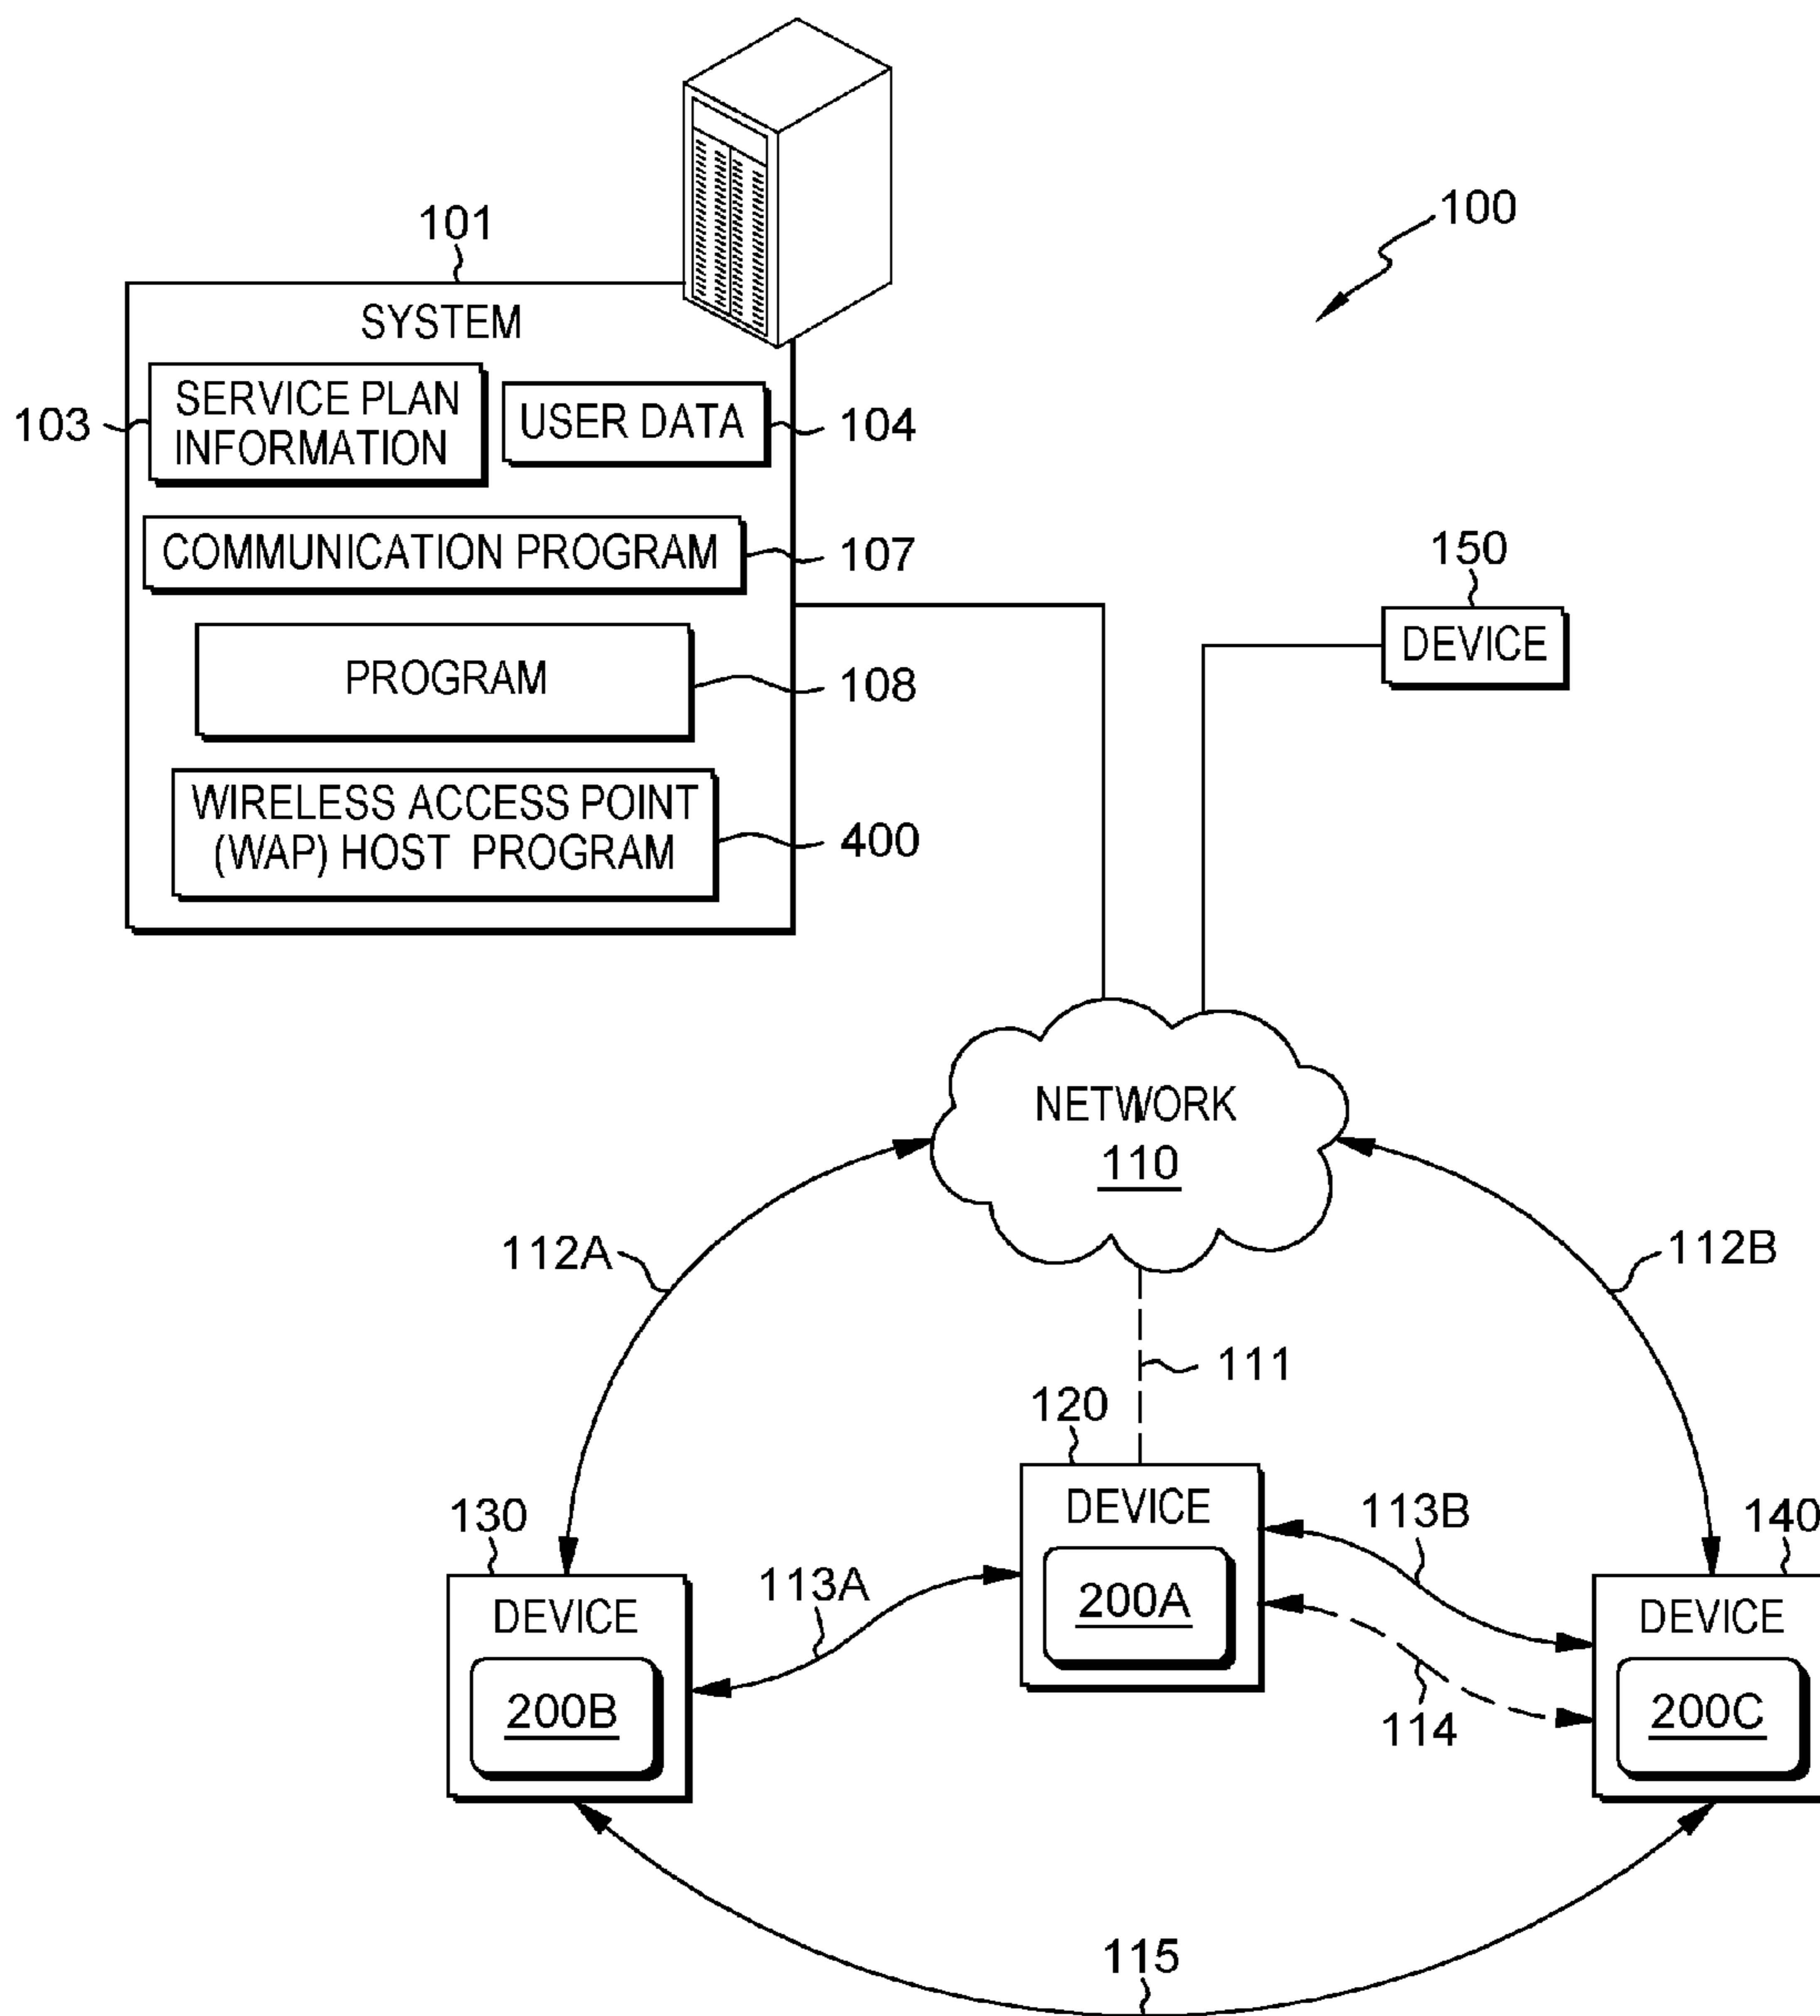 100
101
SYSTEM
SERVICE PLAN
INFORMATION
103
USER DATA
104
COMMUNICATION PROGRAM
107
150
DEVICE
PROGRAM
108
WIRELESS ACCESS POINT
(WAP) HOST PROGRAM
400
NETWORK
110
112A
112B
111
120
DEVICE
200A
130
DEVICE
200B
113A
113B
140
DEVICE
200C
114
115